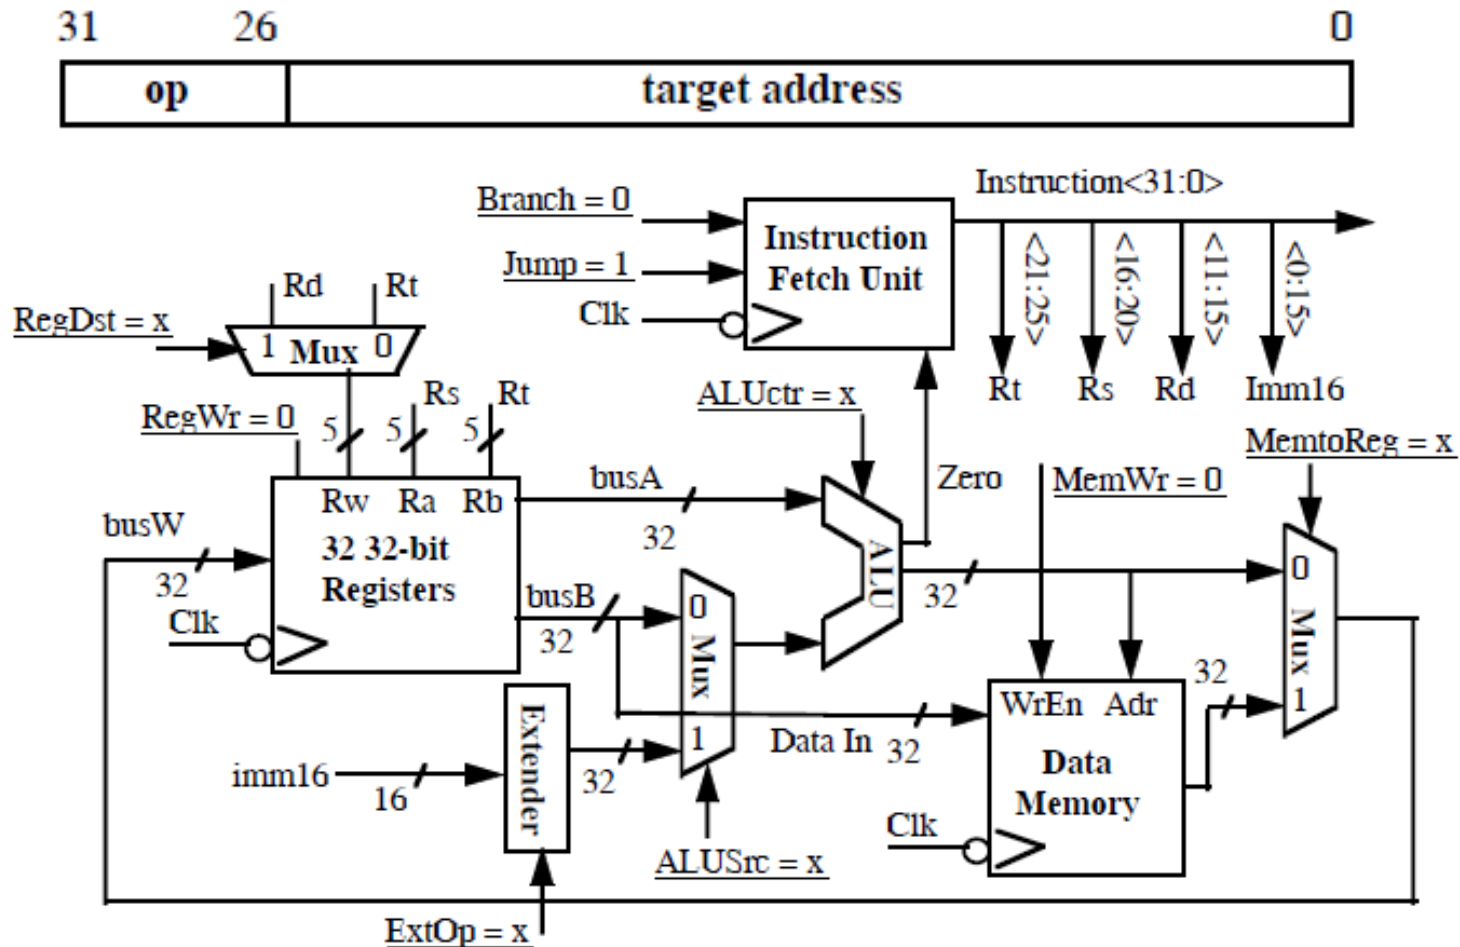 31 26 0
op target address
Instruction<31:0>
Branch = 0
Instruction
Fetch Unit
Jump = 1
Clk
<21:25>
<16:20>
<11:15>
<0:15>
Rt Rs Rd Imm16
Rd Rt
RegDst = x
1 Mux 0
ALUctr = x
RegWr = 0
5 5 Rs 5 Rt
MemtoReg = x
Rw Ra Rb
busA
32
Zero
MemWr = 0
busW
32
32 32-bit
Registers
Clk
busB
32
0
Mux
1
ALU
32
0
Mux
1
32
WrEn Adr
Data In 32
Data
Memory
Clk
imm16
16
Extender
32
ALUSrc = x
ExtOp = x